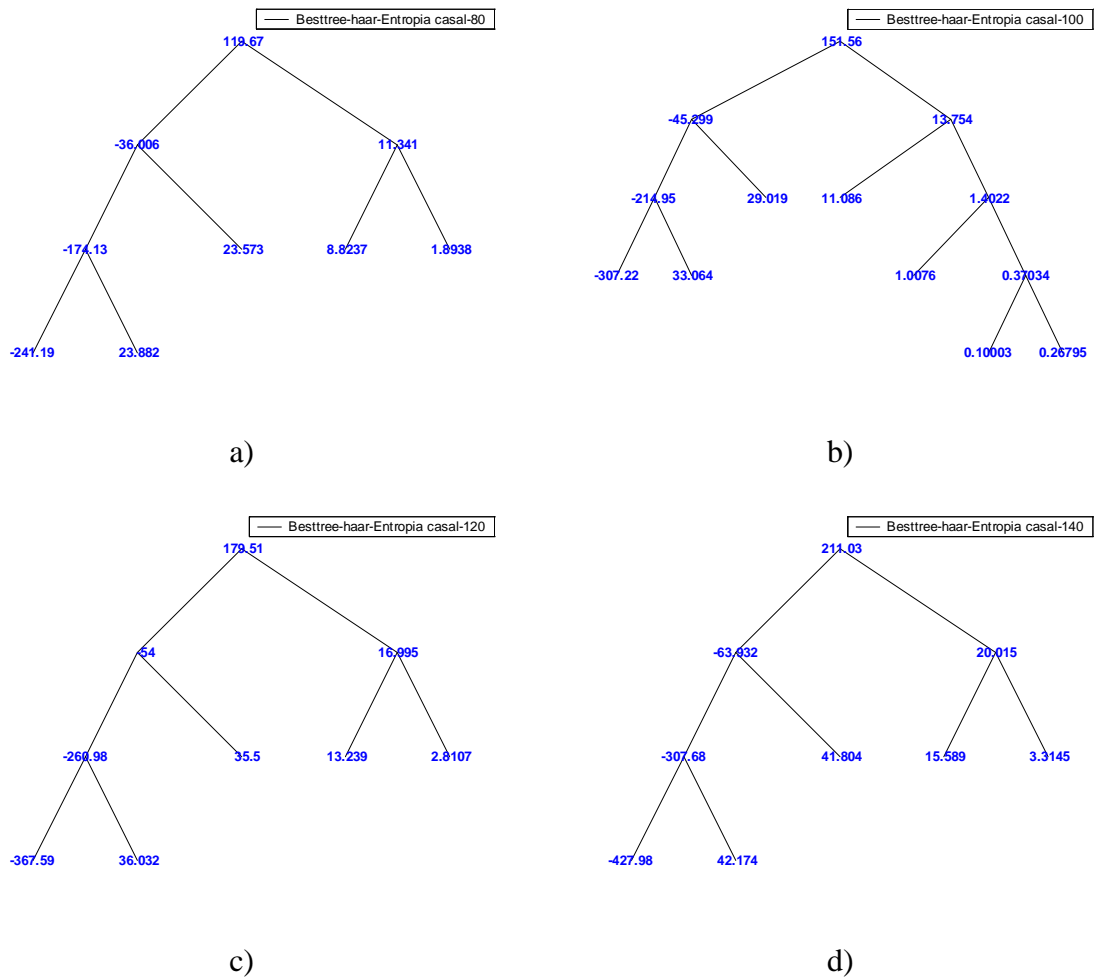 Besttree-haar-Entropia casal-80
119.67
-36.006 11.341
-174.13 23.573 8.8237 1.8938
-241.19 23.882
a)
Besttree-haar-Entropia casal-100
151.56
-45.299 13.754
-214.95 29.019 11.086 1.4022
-307.22 33.064 1.0076 0.37034
0.10003 0.26795
b)
Besttree-haar-Entropia casal-120
179.51
-54 16.995
-260.98 35.5 13.239 2.8107
-367.59 36.032
c)
Besttree-haar-Entropia casal-140
211.03
-63.932 20.015
-307.68 41.804 15.589 3.3145
-427.98 42.174
d)